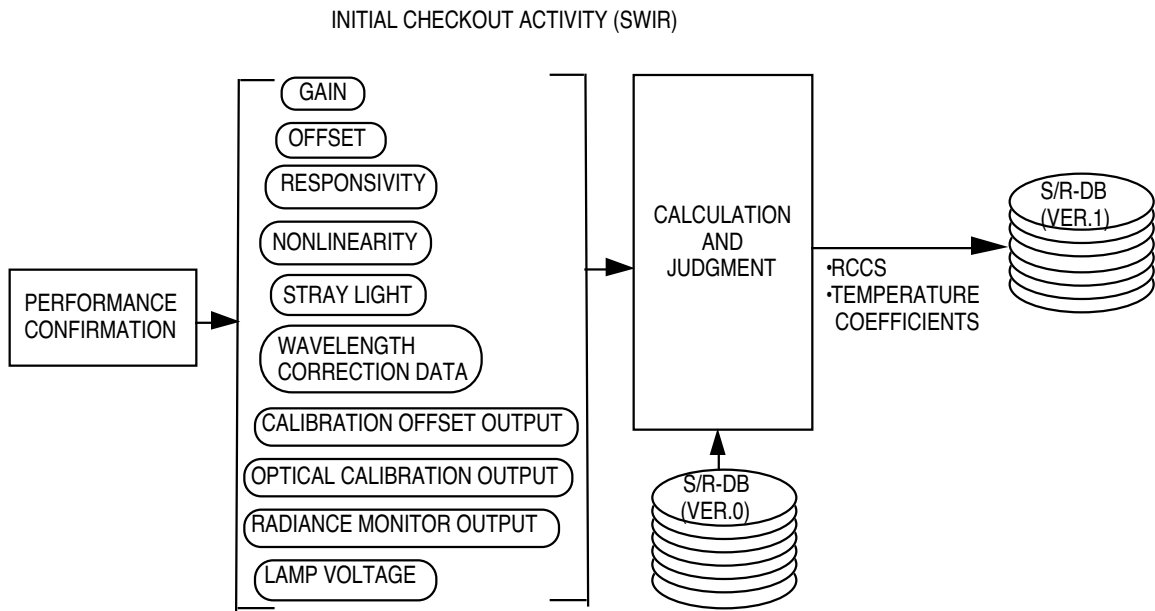 INITIAL CHECKOUT ACTIVITY (SWIR)
PERFORMANCE
CONFIRMATION
GAIN
OFFSET
RESPONSIVITY
NONLINEARITY
STRAY LIGHT
WAVELENGTH
CORRECTION DATA
CALIBRATION OFFSET OUTPUT
OPTICAL CALIBRATION OUTPUT
RADIANCE MONITOR OUTPUT
LAMP VOLTAGE
CALCULATION
AND
JUDGMENT
S/R-DB
(VER.0)
•RCCS
•TEMPERATURE
COEFFICIENTS
S/R-DB
(VER.1)